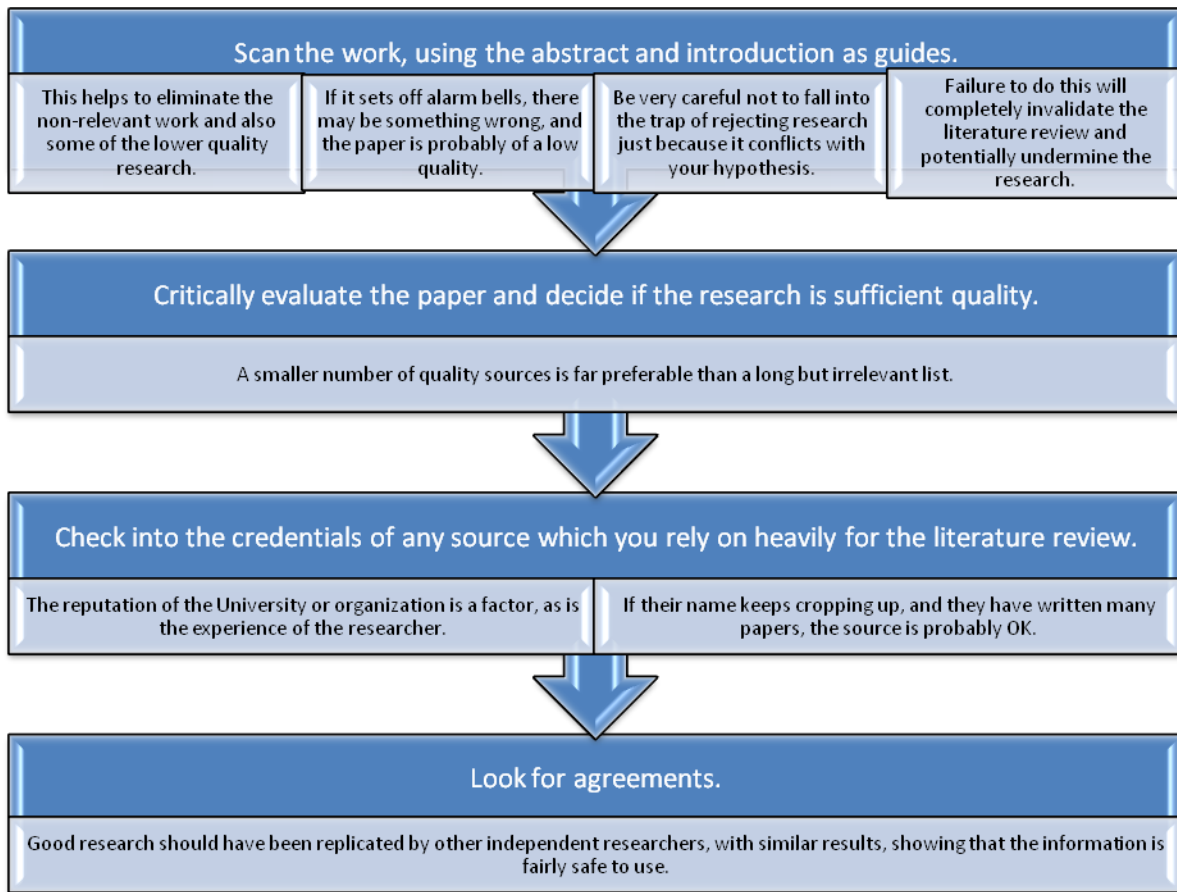 Scan the work, using the abstract and introduction as guides.
This helps to eliminate the
non-relevant work and also
some of the lower quality
research.
If it sets off alarm bells, there
may be something wrong, and
the paper is probably of a low
quality.
Be very careful not to fall into
the trap of rejecting research
just because it conflicts with
your hypothesis.
Failure to do this will
completely invalidate the
literature review and
potentially undermine the
research.
Critically evaluate the paper and decide if the research is sufficient quality.
A smaller number of quality sources is far preferable than a long but irrelevant list.
Check into the credentials of any source which you rely on heavily for the literature review.
The reputation of the University or organization is a factor, as is
the experience of the researcher.
If their name keeps cropping up, and they have written many
papers, the source is probably OK.
Look for agreements.
Good research should have been replicated by other independent researchers, with similar results, showing that the information is
fairly safe to use.